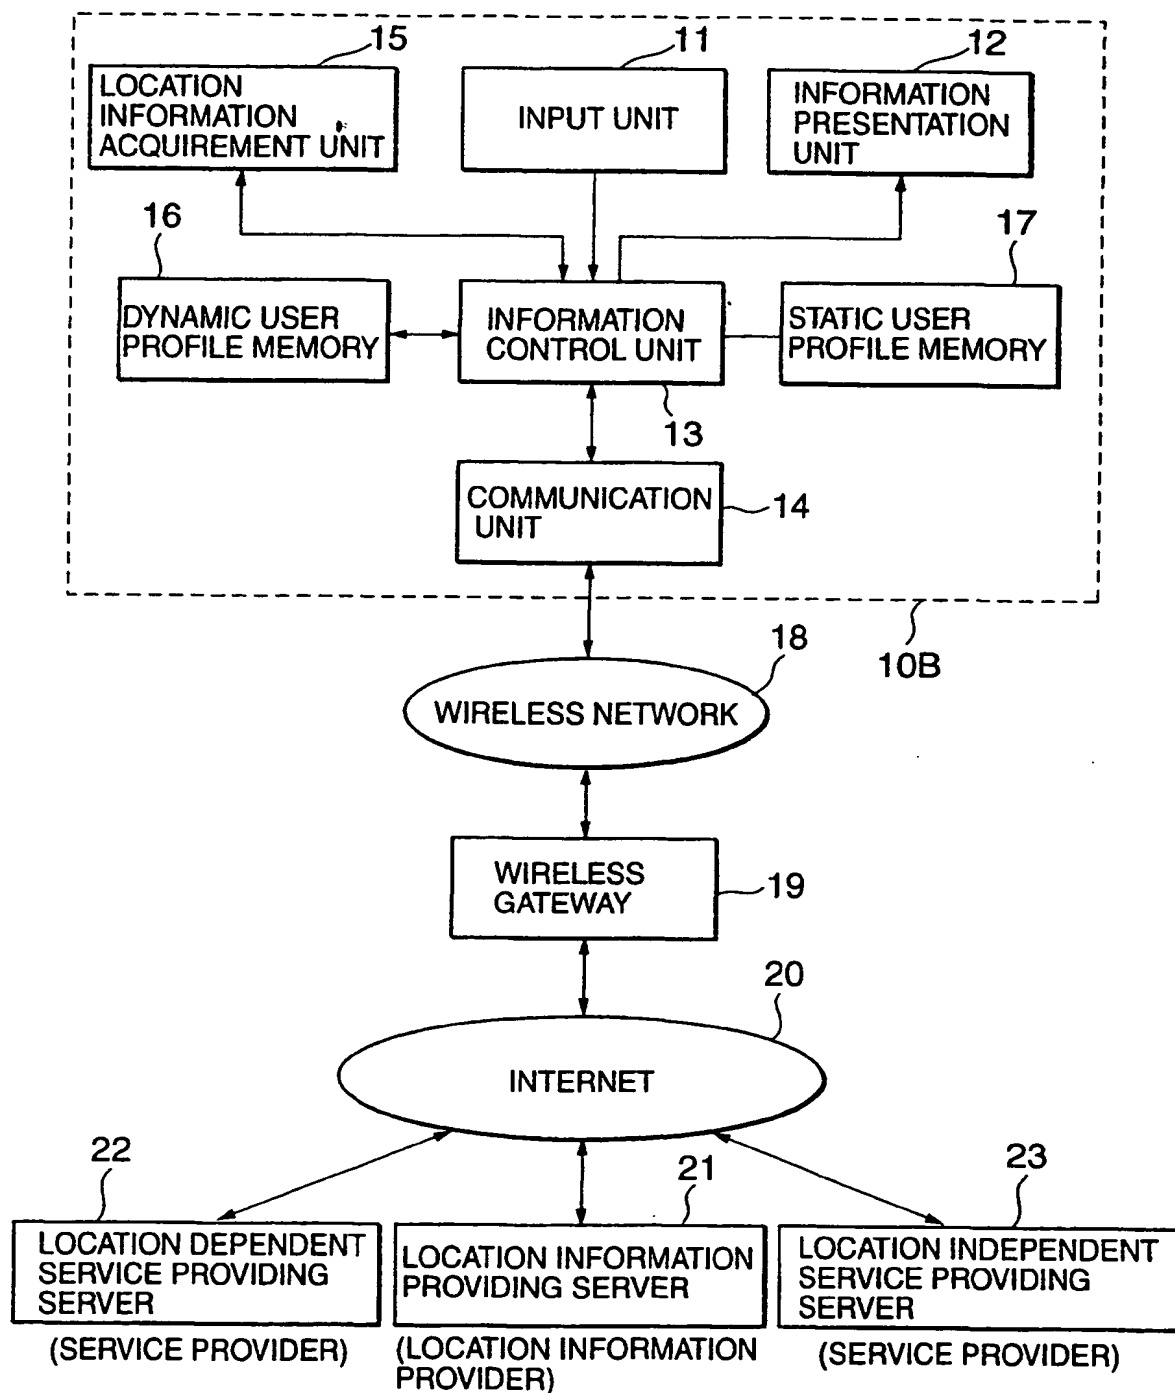 15
11
12
LOCATION
INFORMATION
ACQUIREMENT UNIT
INPUT UNIT
INFORMATION
PRESENTATION
UNIT
16
17
DYNAMIC USER
PROFILE MEMORY
INFORMATION
CONTROL UNIT
STATIC USER
PROFILE MEMORY
13
COMMUNICATION
UNIT
14
10B
18
WIRELESS NETWORK
WIRELESS
GATEWAY
19
20
INTERNET
22
21
23
LOCATION DEPENDENT
SERVICE PROVIDING
SERVER
(SERVICE PROVIDER)
LOCATION INFORMATION
PROVIDING SERVER
(LOCATION INFORMATION
PROVIDER)
LOCATION INDEPENDENT
SERVICE PROVIDING
SERVER
(SERVICE PROVIDER)